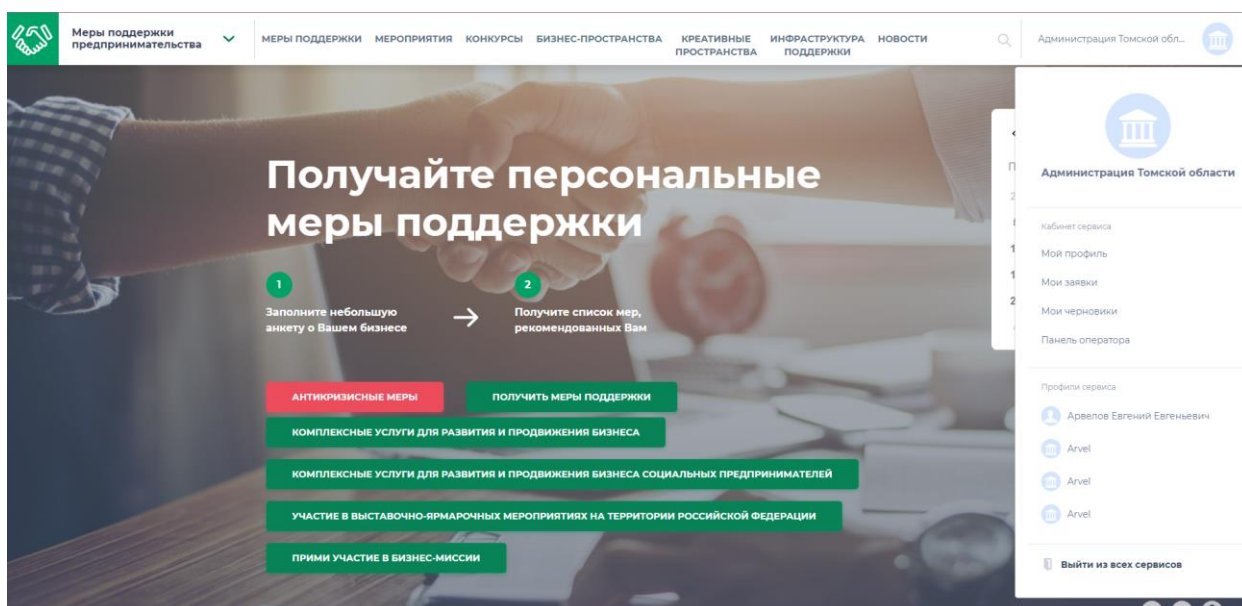 Меры поддержки
предпринимательства
МЕРЫ ПОДДЕРЖКИ МЕРОПРИЯТИЯ КОНКУРСЫ БИЗНЕС-ПРОСТРАНСТВА КРЕАТИВНЫЕ ПРОСТРАНСТВА ИНФРАСТРУКТУРА ПОДДЕРЖКИ НОВОСТИ
Администрация Томской обл...
Получайте персональные
меры поддержки
1
Заполните небольшую
анкету о Вашем бизнесе
2
Получите список мер,
рекомендованных Вам
АНТИКРИЗИСНЫЕ МЕРЫ
ПОЛУЧИТЬ МЕРЫ ПОДДЕРЖКИ
КОМПЛЕКСНЫЕ УСЛУГИ ДЛЯ РАЗВИТИЯ И ПРОДВИЖЕНИЯ БИЗНЕСА
КОМПЛЕКСНЫЕ УСЛУГИ ДЛЯ РАЗВИТИЯ И ПРОДВИЖЕНИЯ БИЗНЕСА СОЦИАЛЬНЫХ ПРЕДПРИНИМАТЕЛЕЙ
УЧАСТИЕ В ВЫСТАВОЧНО-ЯРМАРОЧНЫХ МЕРОПРИЯТИЯХ НА ТЕРРИТОРИИ РОССИЙСКОЙ ФЕДЕРАЦИИ
ПРИМИ УЧАСТИЕ В БИЗНЕС-МИССИИ
Администрация Томской области
Кабинет сервиса
Мой профиль
Мои заявки
Мои черновики
Панель оператора
Профили сервиса
Арвелов Евгений Евгеньевич
Arvel
Arvel
Arvel
Выйти из всех сервисов